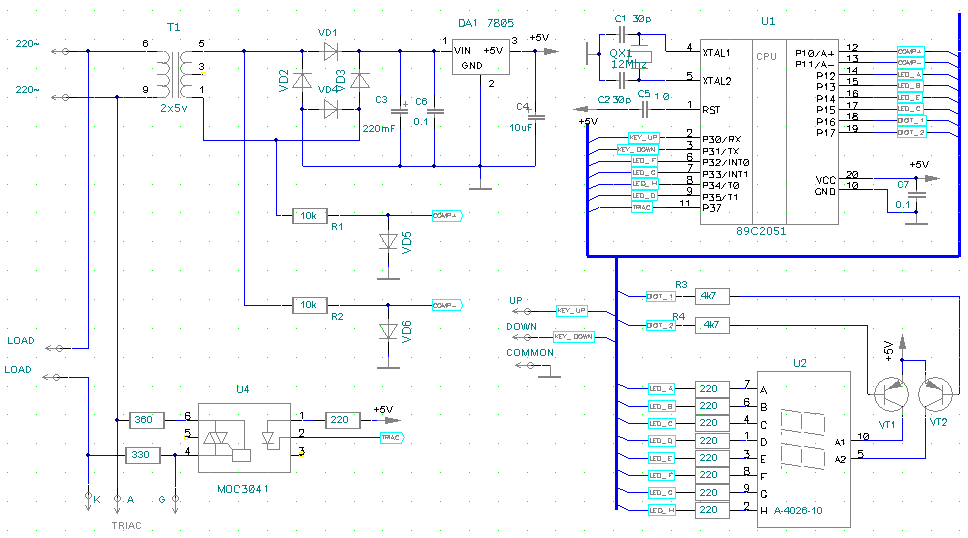 T1
220~
220~
6
9
5
3
1
2x5v
VD1
VD2
VD3
VD4
C3
220mF
C6
0.1
DA1 7805
1
VIN
+5V
3
GND
2
+5V
C4
10uF
10k
R1
COMP+
VD5
10k
R2
COMP-
VD6
LOAD
LOAD
360
330
U4
6
5
4
1
2
3
220
+5V
TRIAC
MOC3041
K
A
G
TRIAC
C1 30p
QX1
12Mhz
C2 30p
C5 10
+5V
U1
CPU
4
XTAL1
5
XTAL2
1
RST
KEY_UP
2
P30/RX
KEY_DOWN
3
P31/TX
LED_F
6
P32/INT0
LED_G
7
P33/INT1
LED_H
8
P34/T0
LED_D
9
P35/T1
TRIAC
11
P37
P10/A+
12
COMP+
P11/A-
13
COMP-
P12
14
LED_A
P13
15
LED_B
P14
16
LED_E
P15
17
LED_C
P16
18
DOT_1
P17
19
DOT_2
VCC
20
GND
10
+5V
C7
0.1
89C2051
UP
KEY_UP
DOWN
KEY_DOWN
COMMON
DOT_1
R3
4k7
DOT_2
R4
4k7
+5V
VT1
VT2
U2
LED_A
220
7
A
LED_B
220
6
B
LED_C
220
4
C
LED_D
220
1
D
LED_E
220
3
E
LED_F
220
8
F
LED_G
220
9
G
LED_H
220
2
H
A1
10
A2
5
A-4026-10